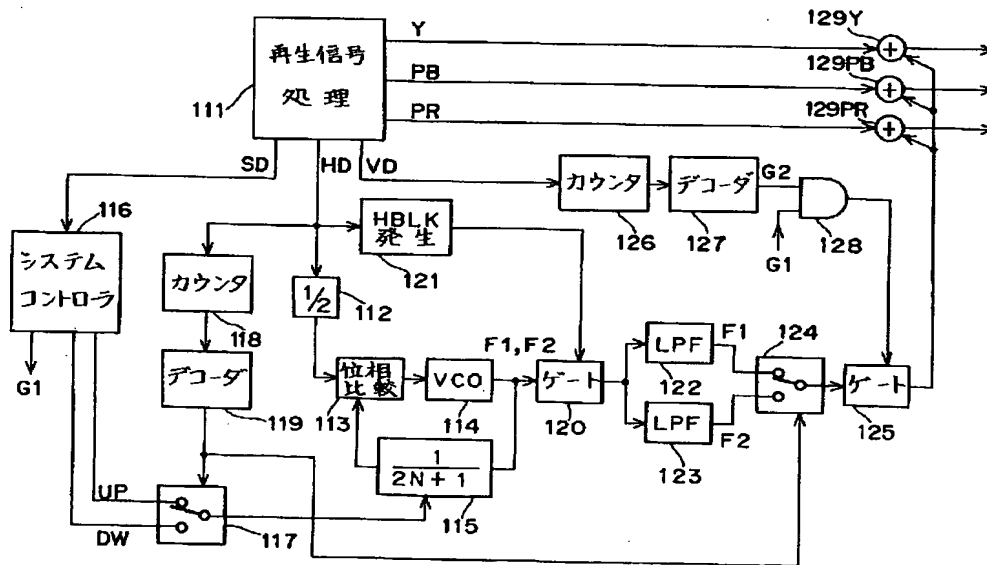 129Y
Y
再生信号
処理
111
129PB
PB
129PR
PR
SD
HD
VD
116
システム
コントローラ
カウンタ
デコーダ
G2
126
127
128
G1
HBLK
発生
121
カウンタ
118
1/2
112
デコーダ
119
G1
位相
比較
113
VCO
114
F1, F2
ゲート
120
LPF
122
F1
LPF
123
F2
124
ゲート
125
1
2N + 1
115
UP
DW
117